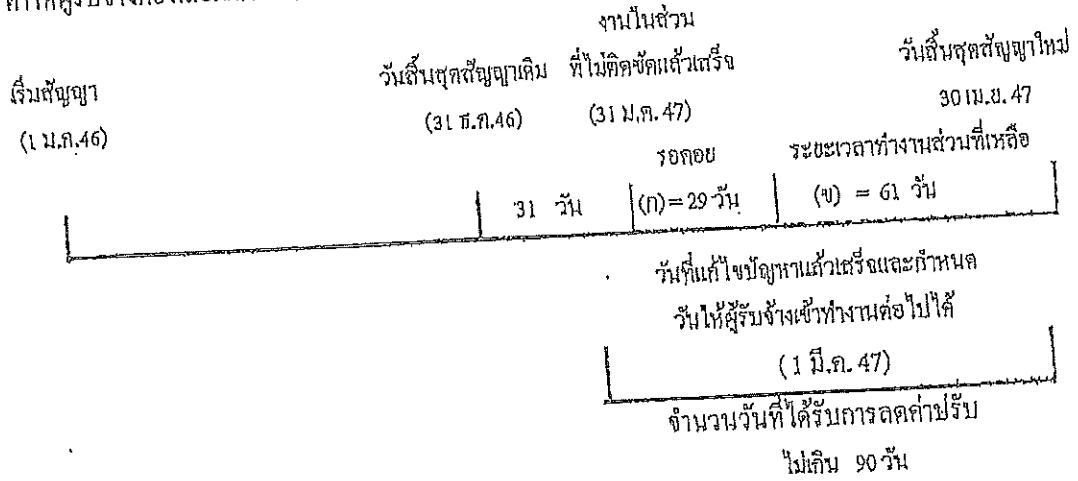 งานในส่วน
เริ่มสัญญา วันสิ้นสุดสัญญาเดิม ที่ไม่ติดขัดแล้วเสร็จ วันสิ้นสุดสัญญาใหม่
(1 ม.ค.46) (31 ธ.ค.46) (31 ม.ค. 47) 30 เม.ย. 47
รอคอย ระยะเวลาทำงานส่วนที่เหลือ
31 วัน (ก)=29 วัน (ข) = 61 วัน
วันที่แก้ไขปัญหาแล้วเสร็จและกำหนด
วันให้ผู้รับจ้างเข้าทำงานต่อไปได้
(1 มี.ค. 47)
จำนวนวันที่ได้รับการลดค่าปรับ
ไม่เกิน 90 วัน